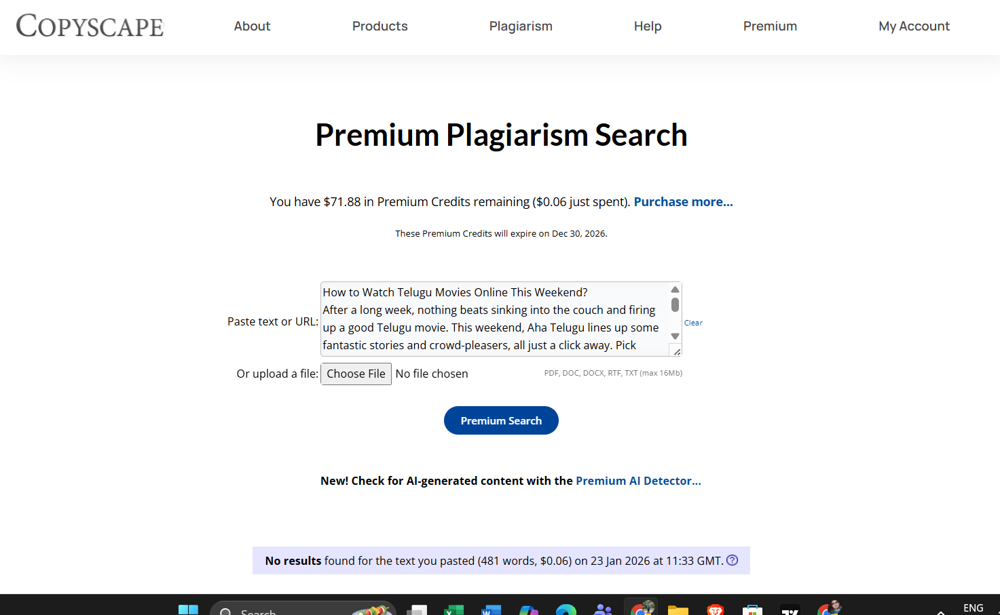 COPYSCAPE
About
Products
Plagiarism
Help
Premium
My Account
Premium Plagiarism Search
You have $71.88 in Premium Credits remaining ($0.06 just spent). Purchase more...
These Premium Credits will expire on Dec 30, 2026.
Paste text or URL:
How to Watch Telugu Movies Online This Weekend?
After a long week, nothing beats sinking into the couch and firing
up a good Telugu movie. This weekend, Aha Telugu lines up some
fantastic stories and crowd-pleasers, all just a click away. Pick
Clear
Or upload a file:
Choose File No file chosen
PDF, DOC, DOCX, RTF, TXT (max 16Mb)
Premium Search
New! Check for AI-generated content with the Premium AI Detector...
No results found for the text you pasted (481 words, $0.06) on 23 Jan 2026 at 11:33 GMT. ?
Search
ENG